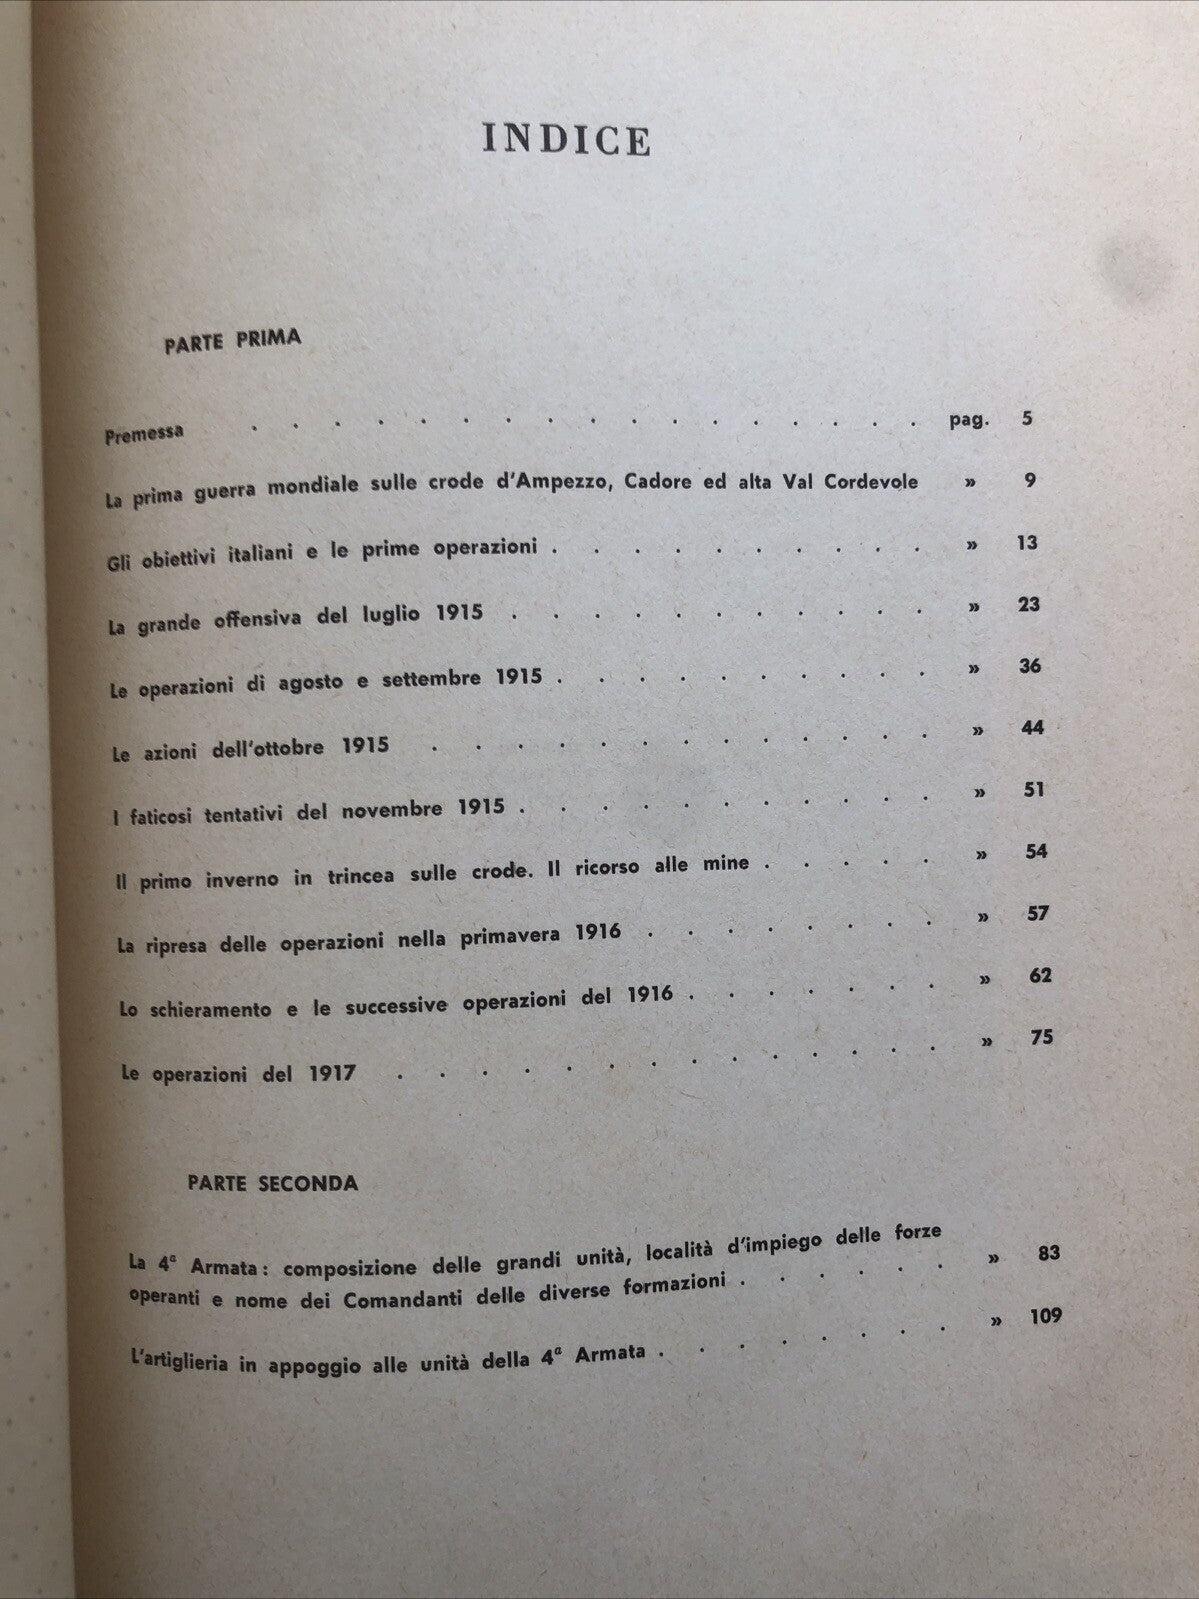 INDICE
PARTE PRIMA
Premessa . . . . . . . . . . . . . . . . . pag. 5
La prima guerra mondiale sulle crode d'Ampezzo, Cadore ed alta Val Cordevole » 9
Gli obiettivi italiani e le prime operazioni . . . . . . . . . . » 13
La grande offensiva del luglio 1915 . . . . . . . . . . . » 23
Le operazioni di agosto e settembre 1915 . . . . . . . . . . » 36
Le azioni dell'ottobre 1915 . . . . . . . . . . . . . » 44
I faticosi tentativi del novembre 1915 . . . . . . . . . . . » 51
Il primo inverno in trincea sulle crode. Il ricorso alle mine . . . . . » 54
La ripresa delle operazioni nella primavera 1916 . . . . . . . . » 57
Lo schieramento e le successive operazioni del 1916 . . . . . . . » 62
Le operazioni del 1917 . . . . . . . . . . . . . . » 75
PARTE SECONDA
La 4ª Armata: composizione delle grandi unità, località d'impiego delle forze
operanti e nome dei Comandanti delle diverse formazioni . . . . . . » 83
L'artiglieria in appoggio alle unità della 4ª Armata . . . . . . . . » 109